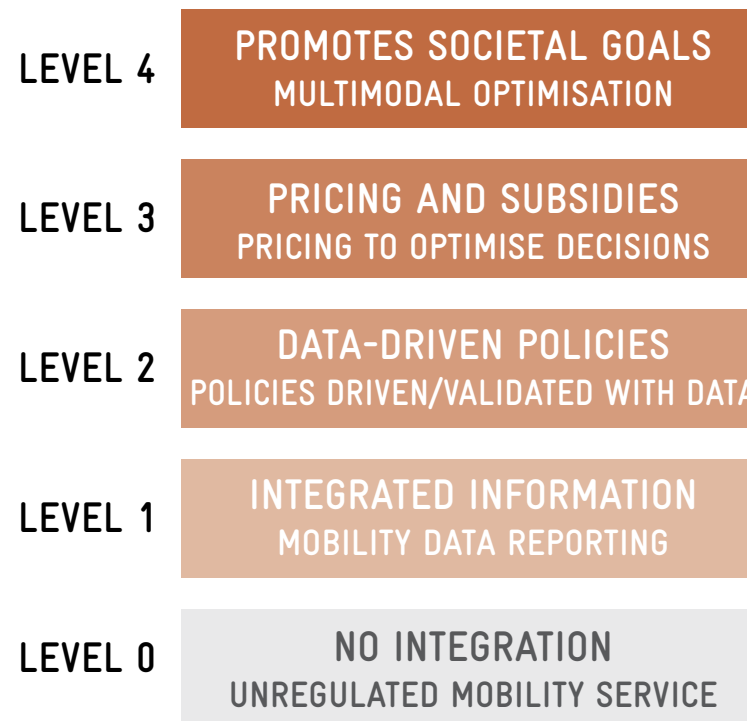 LEVEL 4
PROMOTES SOCIETAL GOALS
MULTIMODAL OPTIMISATION
LEVEL 3
PRICING AND SUBSIDIES
PRICING TO OPTIMISE DECISIONS
LEVEL 2
DATA-DRIVEN POLICIES
POLICIES DRIVEN/VALIDATED WITH DATA
LEVEL 1
INTEGRATED INFORMATION
MOBILITY DATA REPORTING
LEVEL 0
NO INTEGRATION
UNREGULATED MOBILITY SERVICE